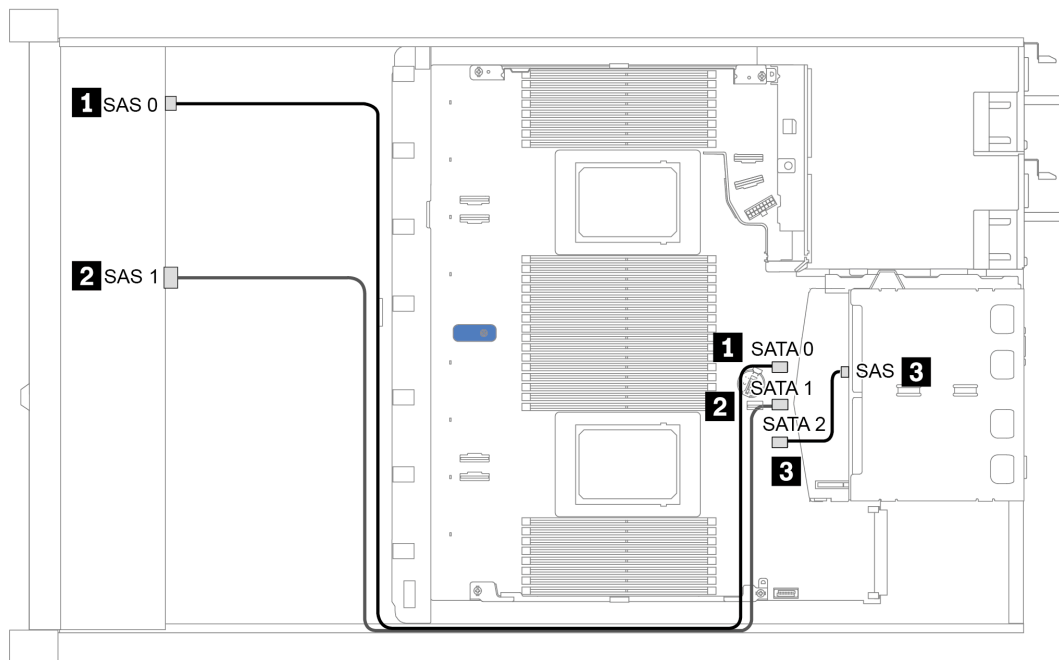 1 SAS 0
2 SAS 1
1 SATA 0
SAS 3
2 SATA 1
SATA 2
3